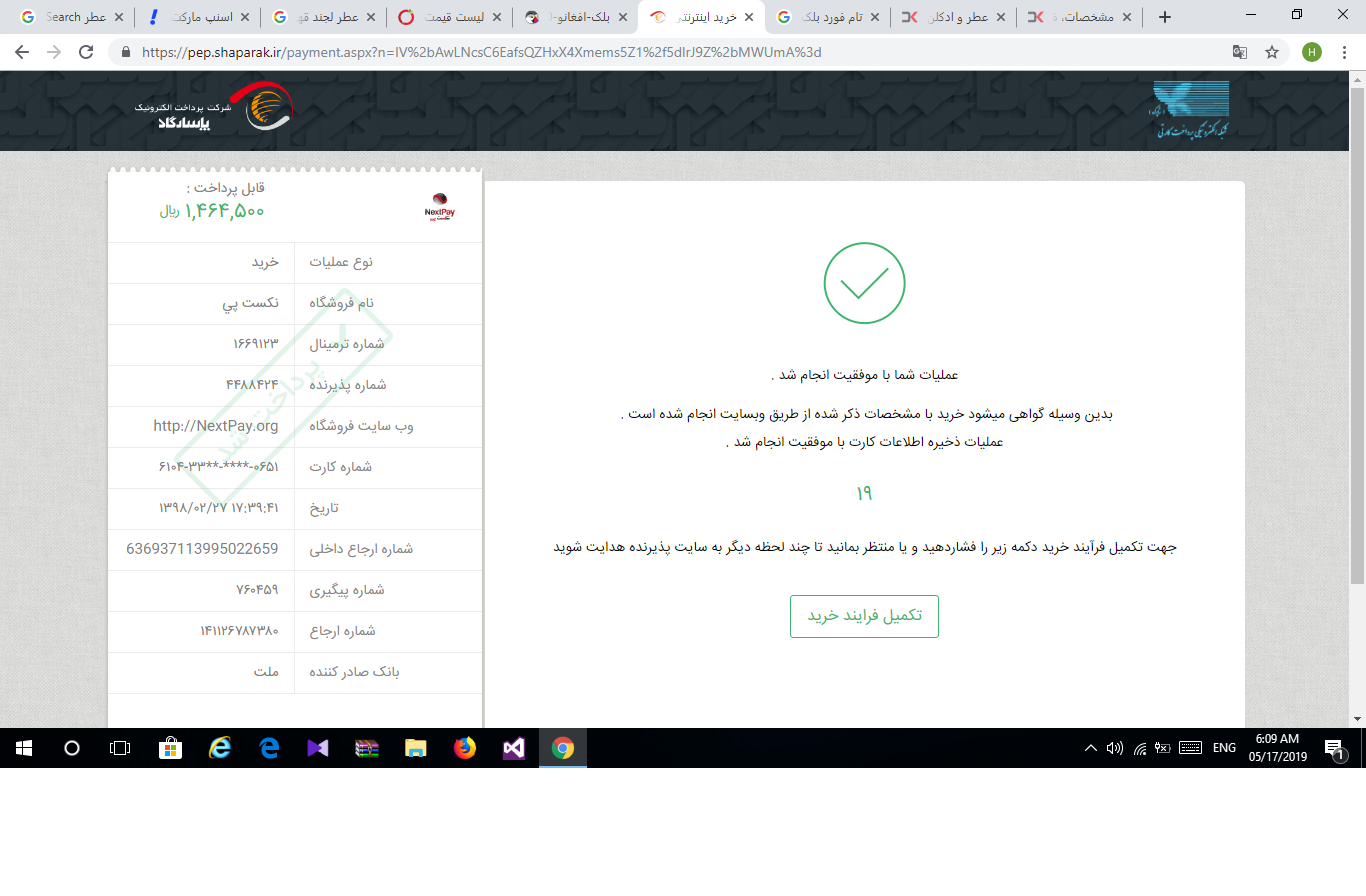 عطر Search
اسنپ مارکت
عطر لجند قه
لیست قیمت
بلک-افغانو-
خرید اینترنتی
تام فورد بلک
عطر و ادکلن
مشخصات، ق
https://pep.shaparak.ir/payment.aspx?n=IV%2bAwLNcsC6EafsQZHxX4Xmems5Z1%2f5dIrJ9Z%2bMWUmA%3d
H
شرکت پرداخت الکترونیک
پاسارگاد
شبکه الکترونیکی پرداخت کارتی
قابل پرداخت :
۱,۴۶۴,۵۰۰ ریال
NextPay
نوع عملیات خرید
نام فروشگاه نكست پي
شماره ترمینال ۱۶۶۹۱۲۳
شماره پذیرنده ۴۴۸۸۴۲۴
وب سایت فروشگاه http://NextPay.org
شماره کارت ۶۱۰۴-۳۳**-****-۰۶۵۱
تاریخ ۱۳۹۸/۰۲/۲۷ ۱۷:۳۹:۴۱
شماره ارجاع داخلی 636937113995022659
شماره پیگیری ۷۶۰۴۵۹
شماره ارجاع ۱۴۱۱۲۶۷۸۷۳۸۰
بانک صادر کننده ملت
پرداخت شد
عملیات شما با موفقیت انجام شد .
بدین وسیله گواهی میشود خرید با مشخصات ذکر شده از طریق وبسایت انجام شده است .
عملیات ذخیره اطلاعات کارت با موفقیت انجام شد .
۱۹
جهت تکمیل فرآیند خرید دکمه زیر را فشاردهید و یا منتظر بمانید تا چند لحظه دیگر به سایت پذیرنده هدایت شوید
تکمیل فرایند خرید
ENG
6:09 AM
05/17/2019
1